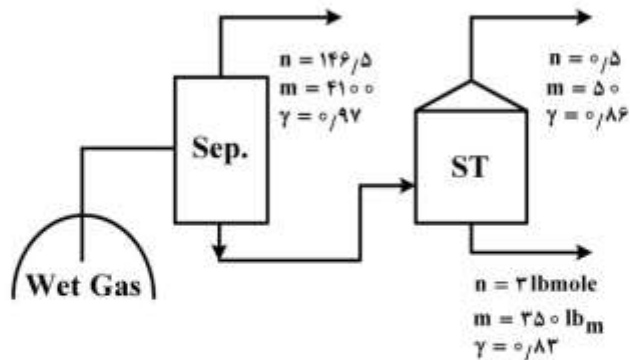 n = ۱۴۶/۵
m = ۴۱۰۰
γ = ۰/۹۷
n = ۰/۵
m = ۵۰
γ = ۰/۸۶
Sep.
ST
Wet Gas
n = ۳ lbmole
m = ۳۵۰ lbₘ
γ = ۰/۸۳